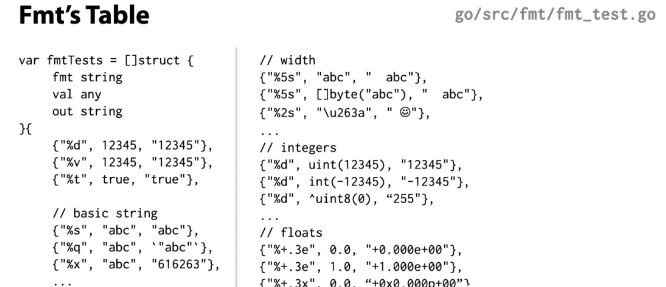 Fmt's Table
go/src/fmt/fmt_test.go
var fmtTests = []struct {
fmt string
val any
out string
}{
{"%d", 12345, "12345"},
{"%v", 12345, "12345"},
{"%t", true, "true"},
// basic string
{"%s", "abc", "abc"},
{"%q", "abc", `"abc"`},
{"%x", "abc", "616263"},
...
// width
{"%5s", "abc", "  abc"},
{"%5s", []byte("abc"), "  abc"},
{"%2s", "\u263a", " ☺"},
...
// integers
{"%d", uint(12345), "12345"},
{"%d", int(-12345), "-12345"},
{"%d", ^uint8(0), “255"},
...
// floats
{"%+.3e", 0.0, "+0.000e+00"},
{"%+.3e", 1.0, "+1.000e+00"},
{"%+.3x", 0.0, “+0x0.000p+00”}